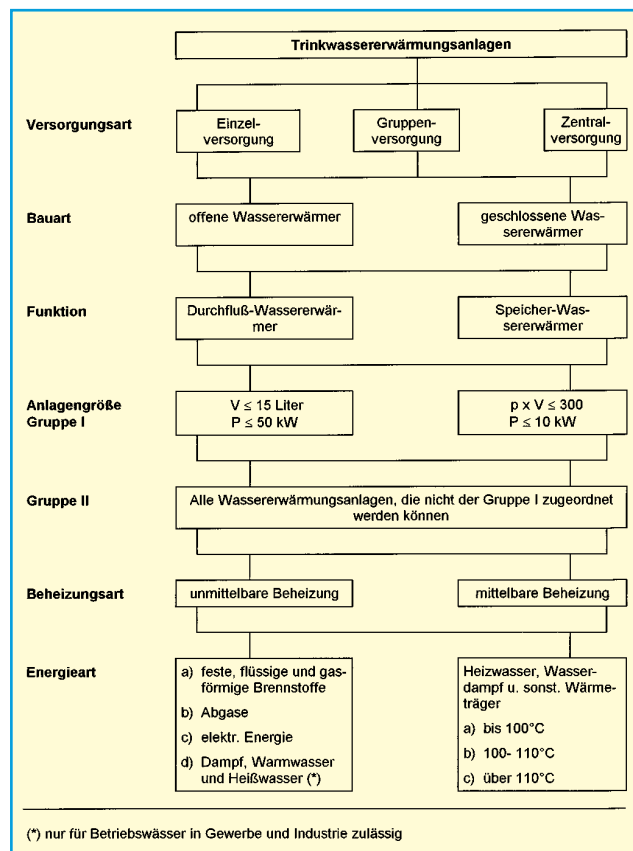 Trinkwassererwärmungsanlagen
Versorgungsart
Einzel-
versorgung
Gruppen-
versorgung
Zentral-
versorgung
Bauart
offene Wassererwärmer
geschlossene Was-
sererwärmer
Funktion
Durchfluß-Wassererwär-
mer
Speicher-Was-
sererwärmer
Anlagengröße
Gruppe I
V ≤ 15 Liter
P ≤ 50 kW
p x V ≤ 300
P ≤ 10 kW
Gruppe II
Alle Wassererwärmungsanlagen, die nicht der Gruppe I zugeordnet
werden können
Beheizungsart
unmittelbare Beheizung
mittelbare Beheizung
Energieart
a) feste, flüssige und gas-
förmige Brennstoffe
b) Abgase
c) elektr. Energie
d) Dampf, Warmwasser
und Heißwasser (*)
Heizwasser, Wasser-
dampf u. sonst. Wärme-
träger
a) bis 100°C
b) 100- 110°C
c) über 110°C
(*) nur für Betriebswässer in Gewerbe und Industrie zulässig